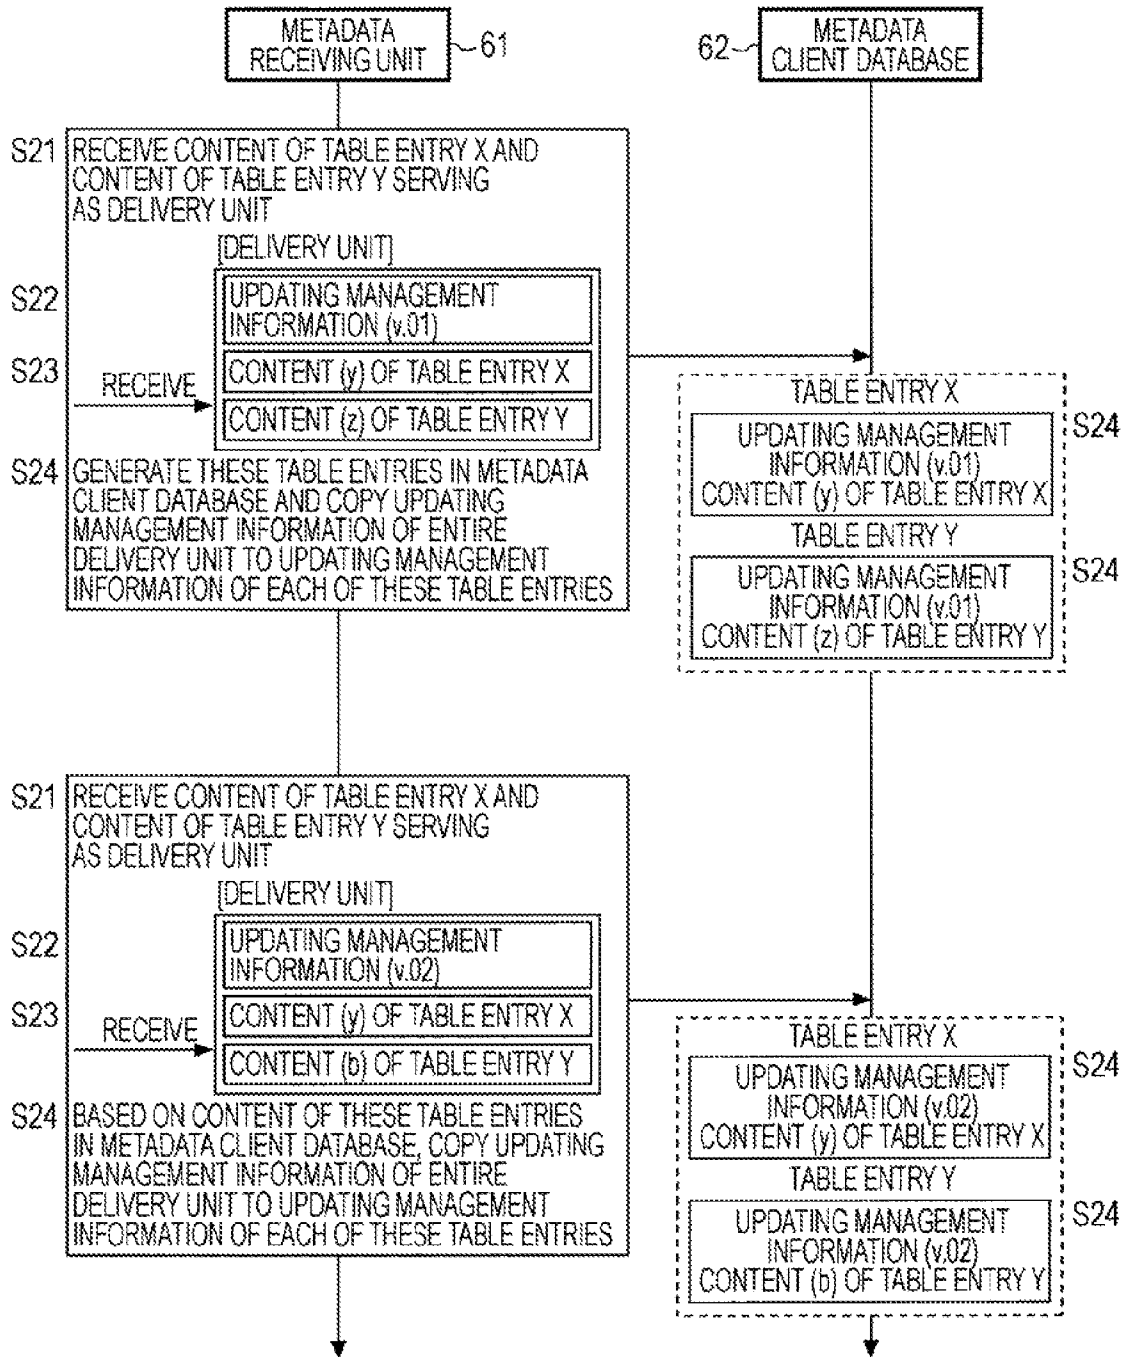 METADATA
RECEIVING UNIT
61
62
METADATA
CLIENT DATABASE
S21
RECEIVE CONTENT OF TABLE ENTRY X AND
CONTENT OF TABLE ENTRY Y SERVING
AS DELIVERY UNIT
[DELIVERY UNIT]
S22
UPDATING MANAGEMENT
INFORMATION (v.01)
S23
CONTENT (y) OF TABLE ENTRY X
RECEIVE
CONTENT (z) OF TABLE ENTRY Y
S24
GENERATE THESE TABLE ENTRIES IN METADATA
CLIENT DATABASE AND COPY UPDATING
MANAGEMENT INFORMATION OF ENTIRE
DELIVERY UNIT TO UPDATING MANAGEMENT
INFORMATION OF EACH OF THESE TABLE ENTRIES
TABLE ENTRY X
S24
UPDATING MANAGEMENT
INFORMATION (v.01)
CONTENT (y) OF TABLE ENTRY X
TABLE ENTRY Y
S24
UPDATING MANAGEMENT
INFORMATION (v.01)
CONTENT (z) OF TABLE ENTRY Y
S21
RECEIVE CONTENT OF TABLE ENTRY X AND
CONTENT OF TABLE ENTRY Y SERVING
AS DELIVERY UNIT
[DELIVERY UNIT]
S22
UPDATING MANAGEMENT
INFORMATION (v.02)
S23
CONTENT (y) OF TABLE ENTRY X
RECEIVE
CONTENT (b) OF TABLE ENTRY Y
S24
BASED ON CONTENT OF THESE TABLE ENTRIES
IN METADATA CLIENT DATABASE, COPY UPDATING
MANAGEMENT INFORMATION OF ENTIRE
DELIVERY UNIT TO UPDATING MANAGEMENT
INFORMATION OF EACH OF THESE TABLE ENTRIES
TABLE ENTRY X
S24
UPDATING MANAGEMENT
INFORMATION (v.02)
CONTENT (y) OF TABLE ENTRY X
TABLE ENTRY Y
S24
UPDATING MANAGEMENT
INFORMATION (v.02)
CONTENT (b) OF TABLE ENTRY Y